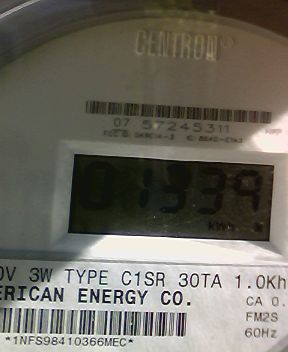 CENTRON®
07 57245311
01339
kWh
0V 3W TYPE C1SR 30TA 1.0Kh
ERICAN ENERGY CO.
CA 0.
FM2S
*1NFS98410366MEC*
60Hz